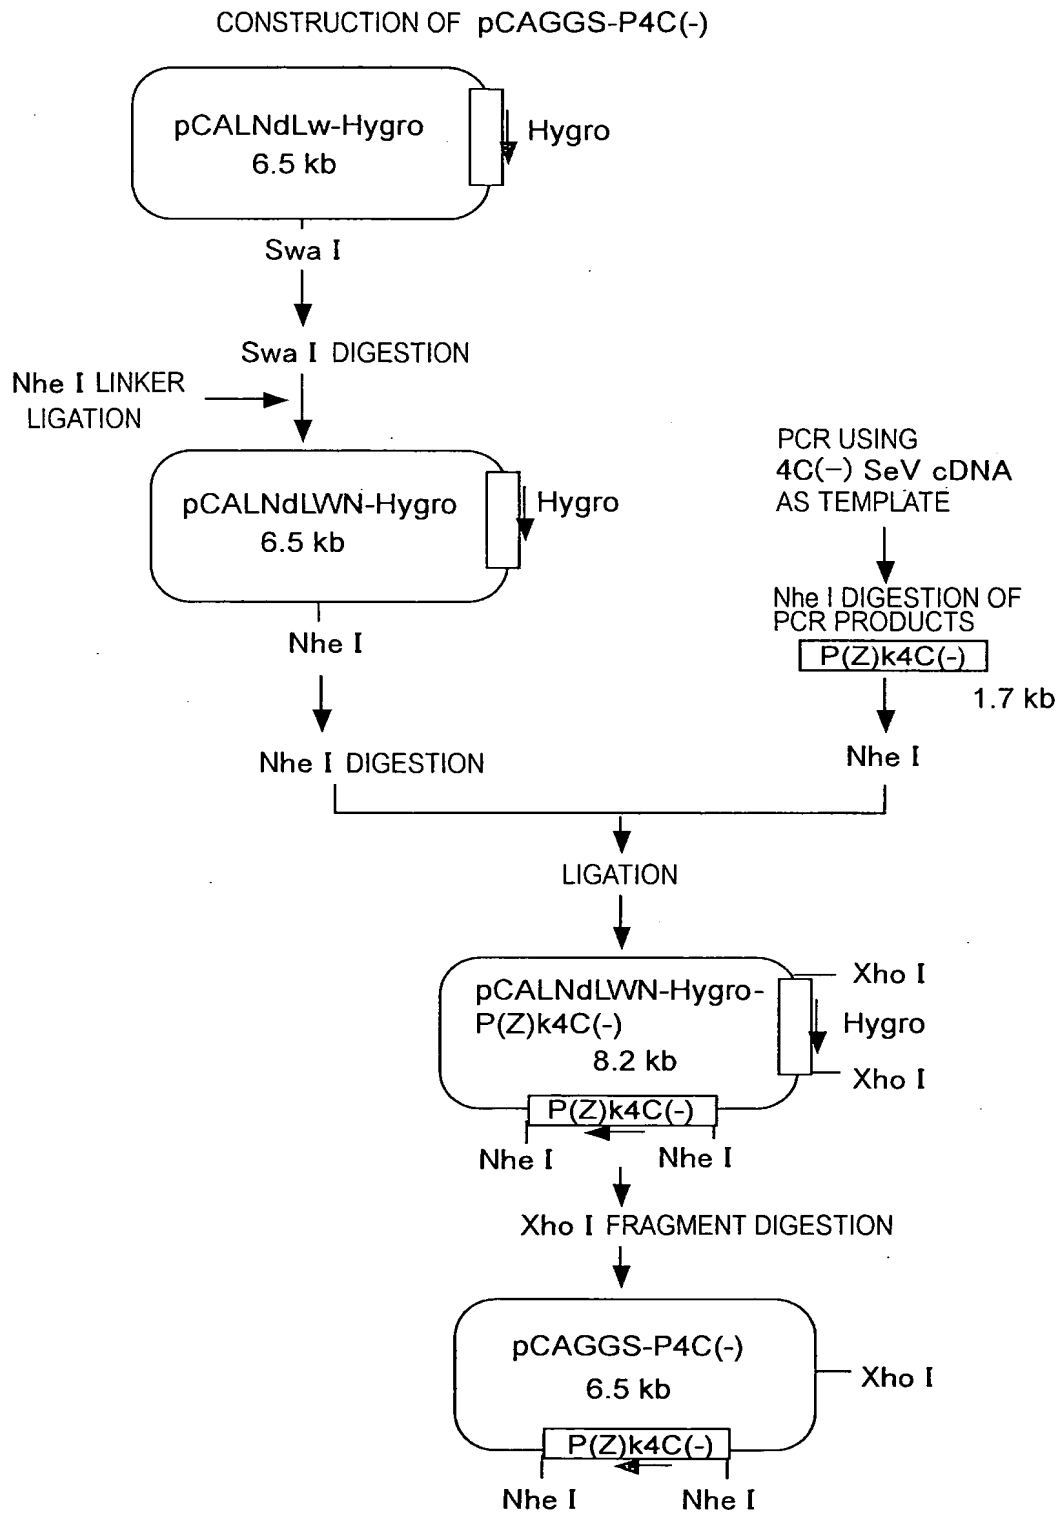 CONSTRUCTION OF pCAGGS-P4C(-)
pCALNdLw-Hygro
6.5 kb
Hygro
Swa I
Swa I DIGESTION
Nhe I LINKER
LIGATION
pCALNdLWN-Hygro
6.5 kb
Hygro
Nhe I
Nhe I DIGESTION
PCR USING
4C(-) SeV cDNA
AS TEMPLATE
Nhe I DIGESTION OF
PCR PRODUCTS
P(Z)k4C(-)
1.7 kb
Nhe I
LIGATION
pCALNdLWN-Hygro-
P(Z)k4C(-)
8.2 kb
Xho I
Hygro
Xho I
P(Z)k4C(-)
Nhe I
Nhe I
Xho I FRAGMENT DIGESTION
pCAGGS-P4C(-)
6.5 kb
Xho I
P(Z)k4C(-)
Nhe I
Nhe I